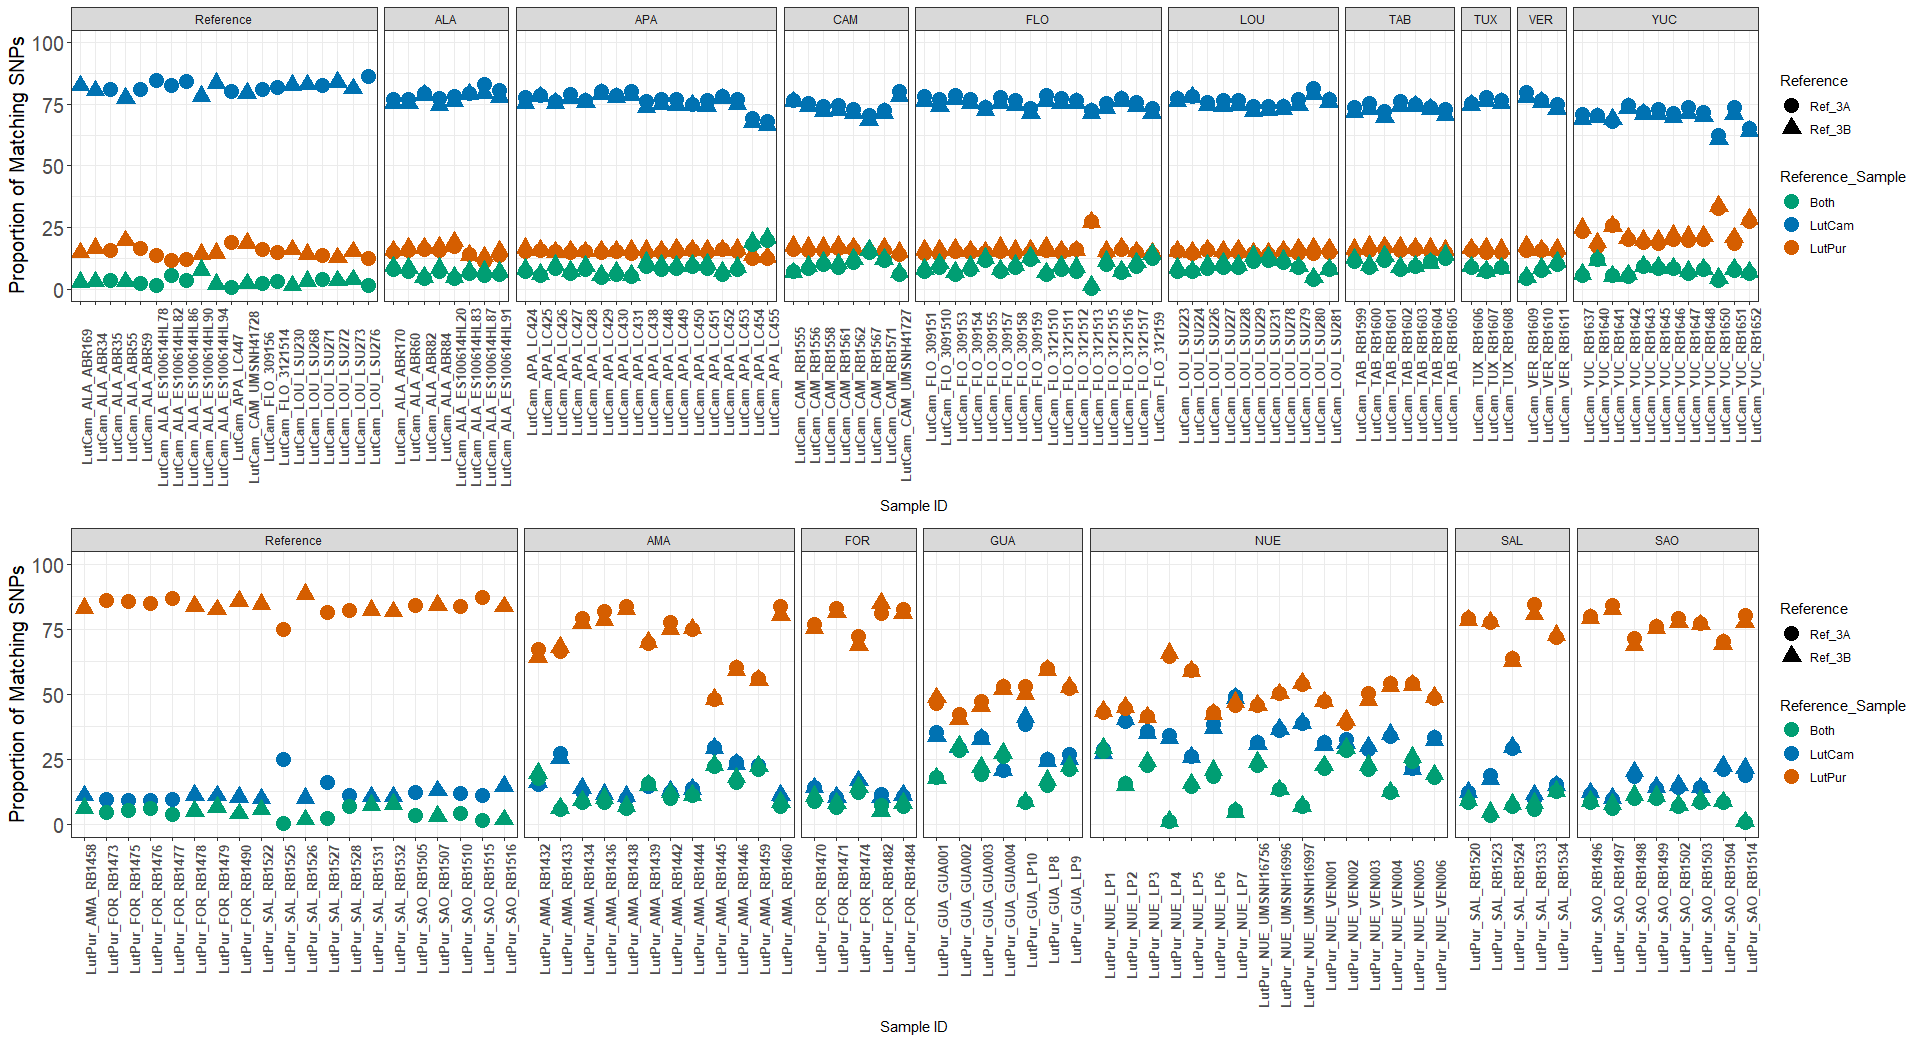 Reference ALA APA CAM FLO LOU TAB TUX VER YUC
Proportion of Matching SNPs
100
75
50
25
0
LutCam_ALA_ABR169
LutCam_ALA_ABR34
LutCam_ALA_ABR35
LutCam_ALA_ABR55
LutCam_ALA_ABR59
LutCam_ALA_ES100614HL78
LutCam_ALA_ES100614HL82
LutCam_ALA_ES100614HL86
LutCam_ALA_ES100614HL90
LutCam_ALA_ES100614HL94
LutCam_APA_LC447
LutCam_CAM_UMSNH41728
LutCam_FLO_309156
LutCam_FLO_3121514
LutCam_LOU_LSU230
LutCam_LOU_LSU268
LutCam_LOU_LSU271
LutCam_LOU_LSU272
LutCam_LOU_LSU273
LutCam_LOU_LSU276
LutCam_ALA_ABR170
LutCam_ALA_ABR60
LutCam_ALA_ABR82
LutCam_ALA_ABR84
LutCam_ALA_ES100614HL20
LutCam_ALA_ES100614HL83
LutCam_ALA_ES100614HL87
LutCam_ALA_ES100614HL91
LutCam_APA_LC424
LutCam_APA_LC425
LutCam_APA_LC426
LutCam_APA_LC427
LutCam_APA_LC428
LutCam_APA_LC429
LutCam_APA_LC430
LutCam_APA_LC431
LutCam_APA_LC438
LutCam_APA_LC448
LutCam_APA_LC449
LutCam_APA_LC450
LutCam_APA_LC451
LutCam_APA_LC452
LutCam_APA_LC453
LutCam_APA_LC454
LutCam_APA_LC455
LutCam_CAM_RB1555
LutCam_CAM_RB1556
LutCam_CAM_RB1558
LutCam_CAM_RB1561
LutCam_CAM_RB1562
LutCam_CAM_RB1567
LutCam_CAM_RB1571
LutCam_CAM_UMSNH41727
LutCam_FLO_309151
LutCam_FLO_3091510
LutCam_FLO_309153
LutCam_FLO_309154
LutCam_FLO_309155
LutCam_FLO_309157
LutCam_FLO_309158
LutCam_FLO_309159
LutCam_FLO_3121510
LutCam_FLO_3121511
LutCam_FLO_3121512
LutCam_FLO_3121513
LutCam_FLO_3121515
LutCam_FLO_3121516
LutCam_FLO_3121517
LutCam_FLO_312159
LutCam_LOU_LSU223
LutCam_LOU_LSU224
LutCam_LOU_LSU226
LutCam_LOU_LSU227
LutCam_LOU_LSU228
LutCam_LOU_LSU229
LutCam_LOU_LSU231
LutCam_LOU_LSU278
LutCam_LOU_LSU279
LutCam_LOU_LSU280
LutCam_LOU_LSU281
LutCam_TAB_RB1599
LutCam_TAB_RB1600
LutCam_TAB_RB1601
LutCam_TAB_RB1602
LutCam_TAB_RB1603
LutCam_TAB_RB1604
LutCam_TAB_RB1605
LutCam_TUX_RB1606
LutCam_TUX_RB1607
LutCam_TUX_RB1608
LutCam_VER_RB1609
LutCam_VER_RB1610
LutCam_VER_RB1611
LutCam_YUC_RB1637
LutCam_YUC_RB1640
LutCam_YUC_RB1641
LutCam_YUC_RB1642
LutCam_YUC_RB1643
LutCam_YUC_RB1645
LutCam_YUC_RB1646
LutCam_YUC_RB1647
LutCam_YUC_RB1648
LutCam_YUC_RB1650
LutCam_YUC_RB1651
LutCam_YUC_RB1652
Sample ID
Reference
Ref_3A
Ref_3B
Reference_Sample
Both
LutCam
LutPur
Reference AMA FOR GUA NUE SAL SAO
Proportion of Matching SNPs
100
75
50
25
0
LutPur_AMA_RB1458
LutPur_FOR_RB1473
LutPur_FOR_RB1475
LutPur_FOR_RB1476
LutPur_FOR_RB1477
LutPur_FOR_RB1478
LutPur_FOR_RB1479
LutPur_FOR_RB1490
LutPur_SAL_RB1522
LutPur_SAL_RB1525
LutPur_SAL_RB1526
LutPur_SAL_RB1527
LutPur_SAL_RB1528
LutPur_SAL_RB1531
LutPur_SAL_RB1532
LutPur_SAO_RB1505
LutPur_SAO_RB1507
LutPur_SAO_RB1510
LutPur_SAO_RB1515
LutPur_SAO_RB1516
LutPur_AMA_RB1432
LutPur_AMA_RB1433
LutPur_AMA_RB1434
LutPur_AMA_RB1436
LutPur_AMA_RB1438
LutPur_AMA_RB1439
LutPur_AMA_RB1442
LutPur_AMA_RB1444
LutPur_AMA_RB1445
LutPur_AMA_RB1446
LutPur_AMA_RB1459
LutPur_AMA_RB1460
LutPur_FOR_RB1470
LutPur_FOR_RB1471
LutPur_FOR_RB1474
LutPur_FOR_RB1482
LutPur_FOR_RB1484
LutPur_GUA_GUA001
LutPur_GUA_GUA002
LutPur_GUA_GUA003
LutPur_GUA_GUA004
LutPur_GUA_LP10
LutPur_GUA_LP8
LutPur_GUA_LP9
LutPur_NUE_LP1
LutPur_NUE_LP2
LutPur_NUE_LP3
LutPur_NUE_LP4
LutPur_NUE_LP5
LutPur_NUE_LP6
LutPur_NUE_LP7
LutPur_NUE_UMSNH16756
LutPur_NUE_UMSNH16996
LutPur_NUE_UMSNH16997
LutPur_NUE_VEN001
LutPur_NUE_VEN002
LutPur_NUE_VEN003
LutPur_NUE_VEN004
LutPur_NUE_VEN005
LutPur_NUE_VEN006
LutPur_SAL_RB1520
LutPur_SAL_RB1523
LutPur_SAL_RB1524
LutPur_SAL_RB1533
LutPur_SAL_RB1534
LutPur_SAO_RB1496
LutPur_SAO_RB1497
LutPur_SAO_RB1498
LutPur_SAO_RB1499
LutPur_SAO_RB1502
LutPur_SAO_RB1503
LutPur_SAO_RB1504
LutPur_SAO_RB1514
Sample ID
Reference
Ref_3A
Ref_3B
Reference_Sample
Both
LutCam
LutPur